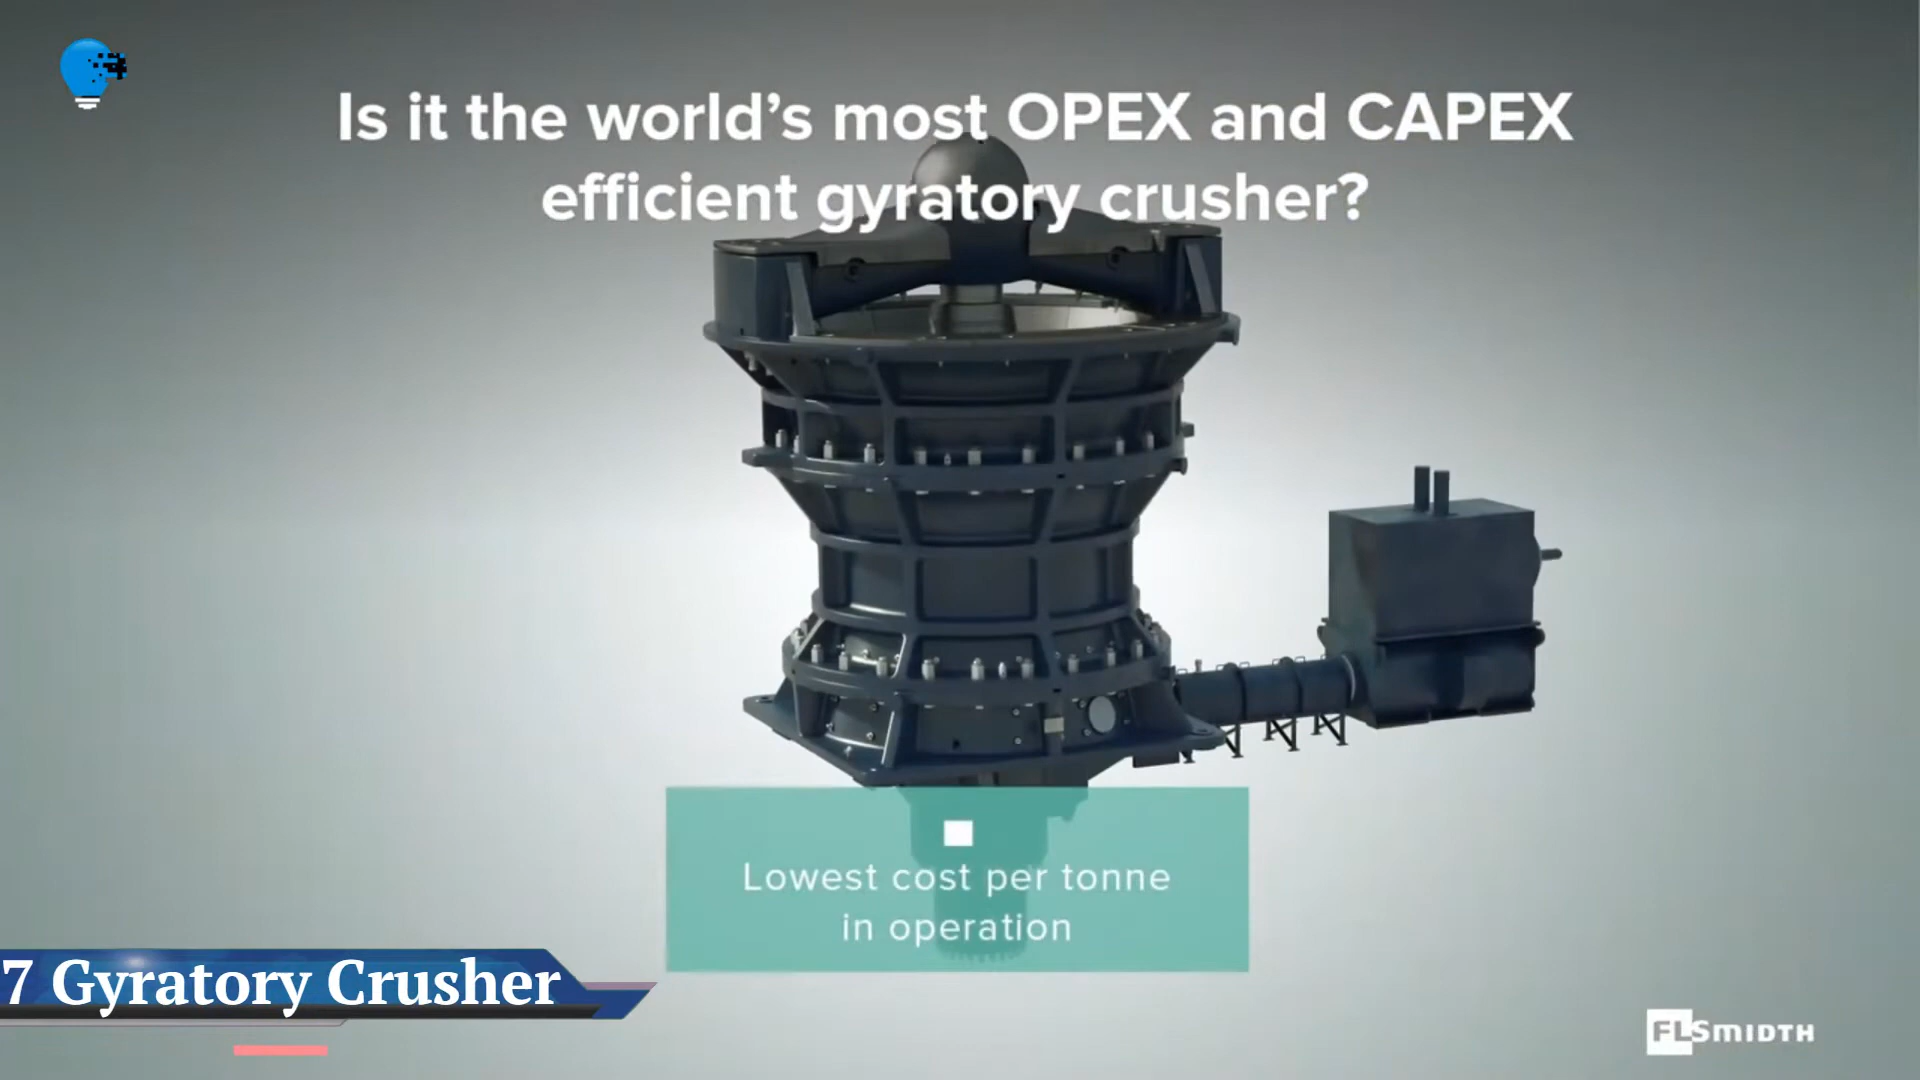 Is it the world’s most OPEX and CAPEX
efficient gyratory crusher?
Lowest cost per tonne
in operation
7 Gyratory Crusher
FLSMIDTH